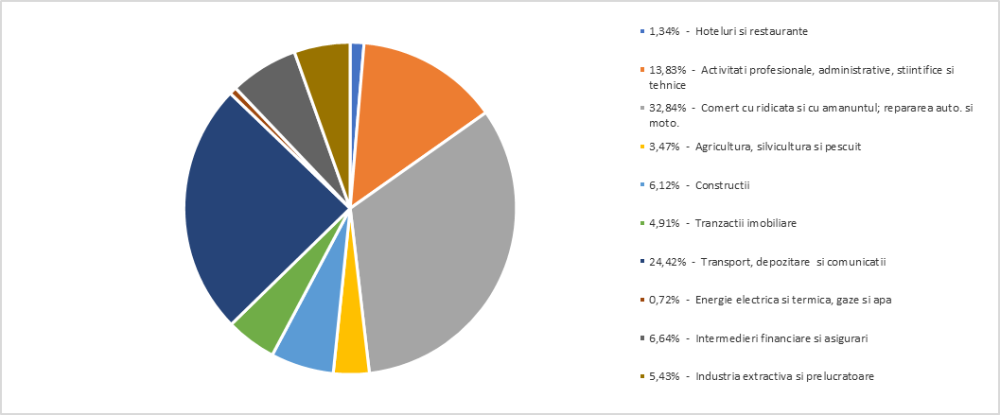 1,34% - Hoteluri si restaurante
13,83% - Activitati profesionale, administrative, stiintifice si
tehnice
32,84% - Comert cu ridicata si cu amanuntul; repararea auto. si
moto.
3,47% - Agricultura, silvicultura si pescuit
6,12% - Constructii
4,91% - Tranzactii imobiliare
24,42% - Transport, depozitare si comunicatii
0,72% - Energie electrica si termica, gaze si apa
6,64% - Intermedieri financiare si asigurari
5,43% - Industria extractiva si prelucratoare